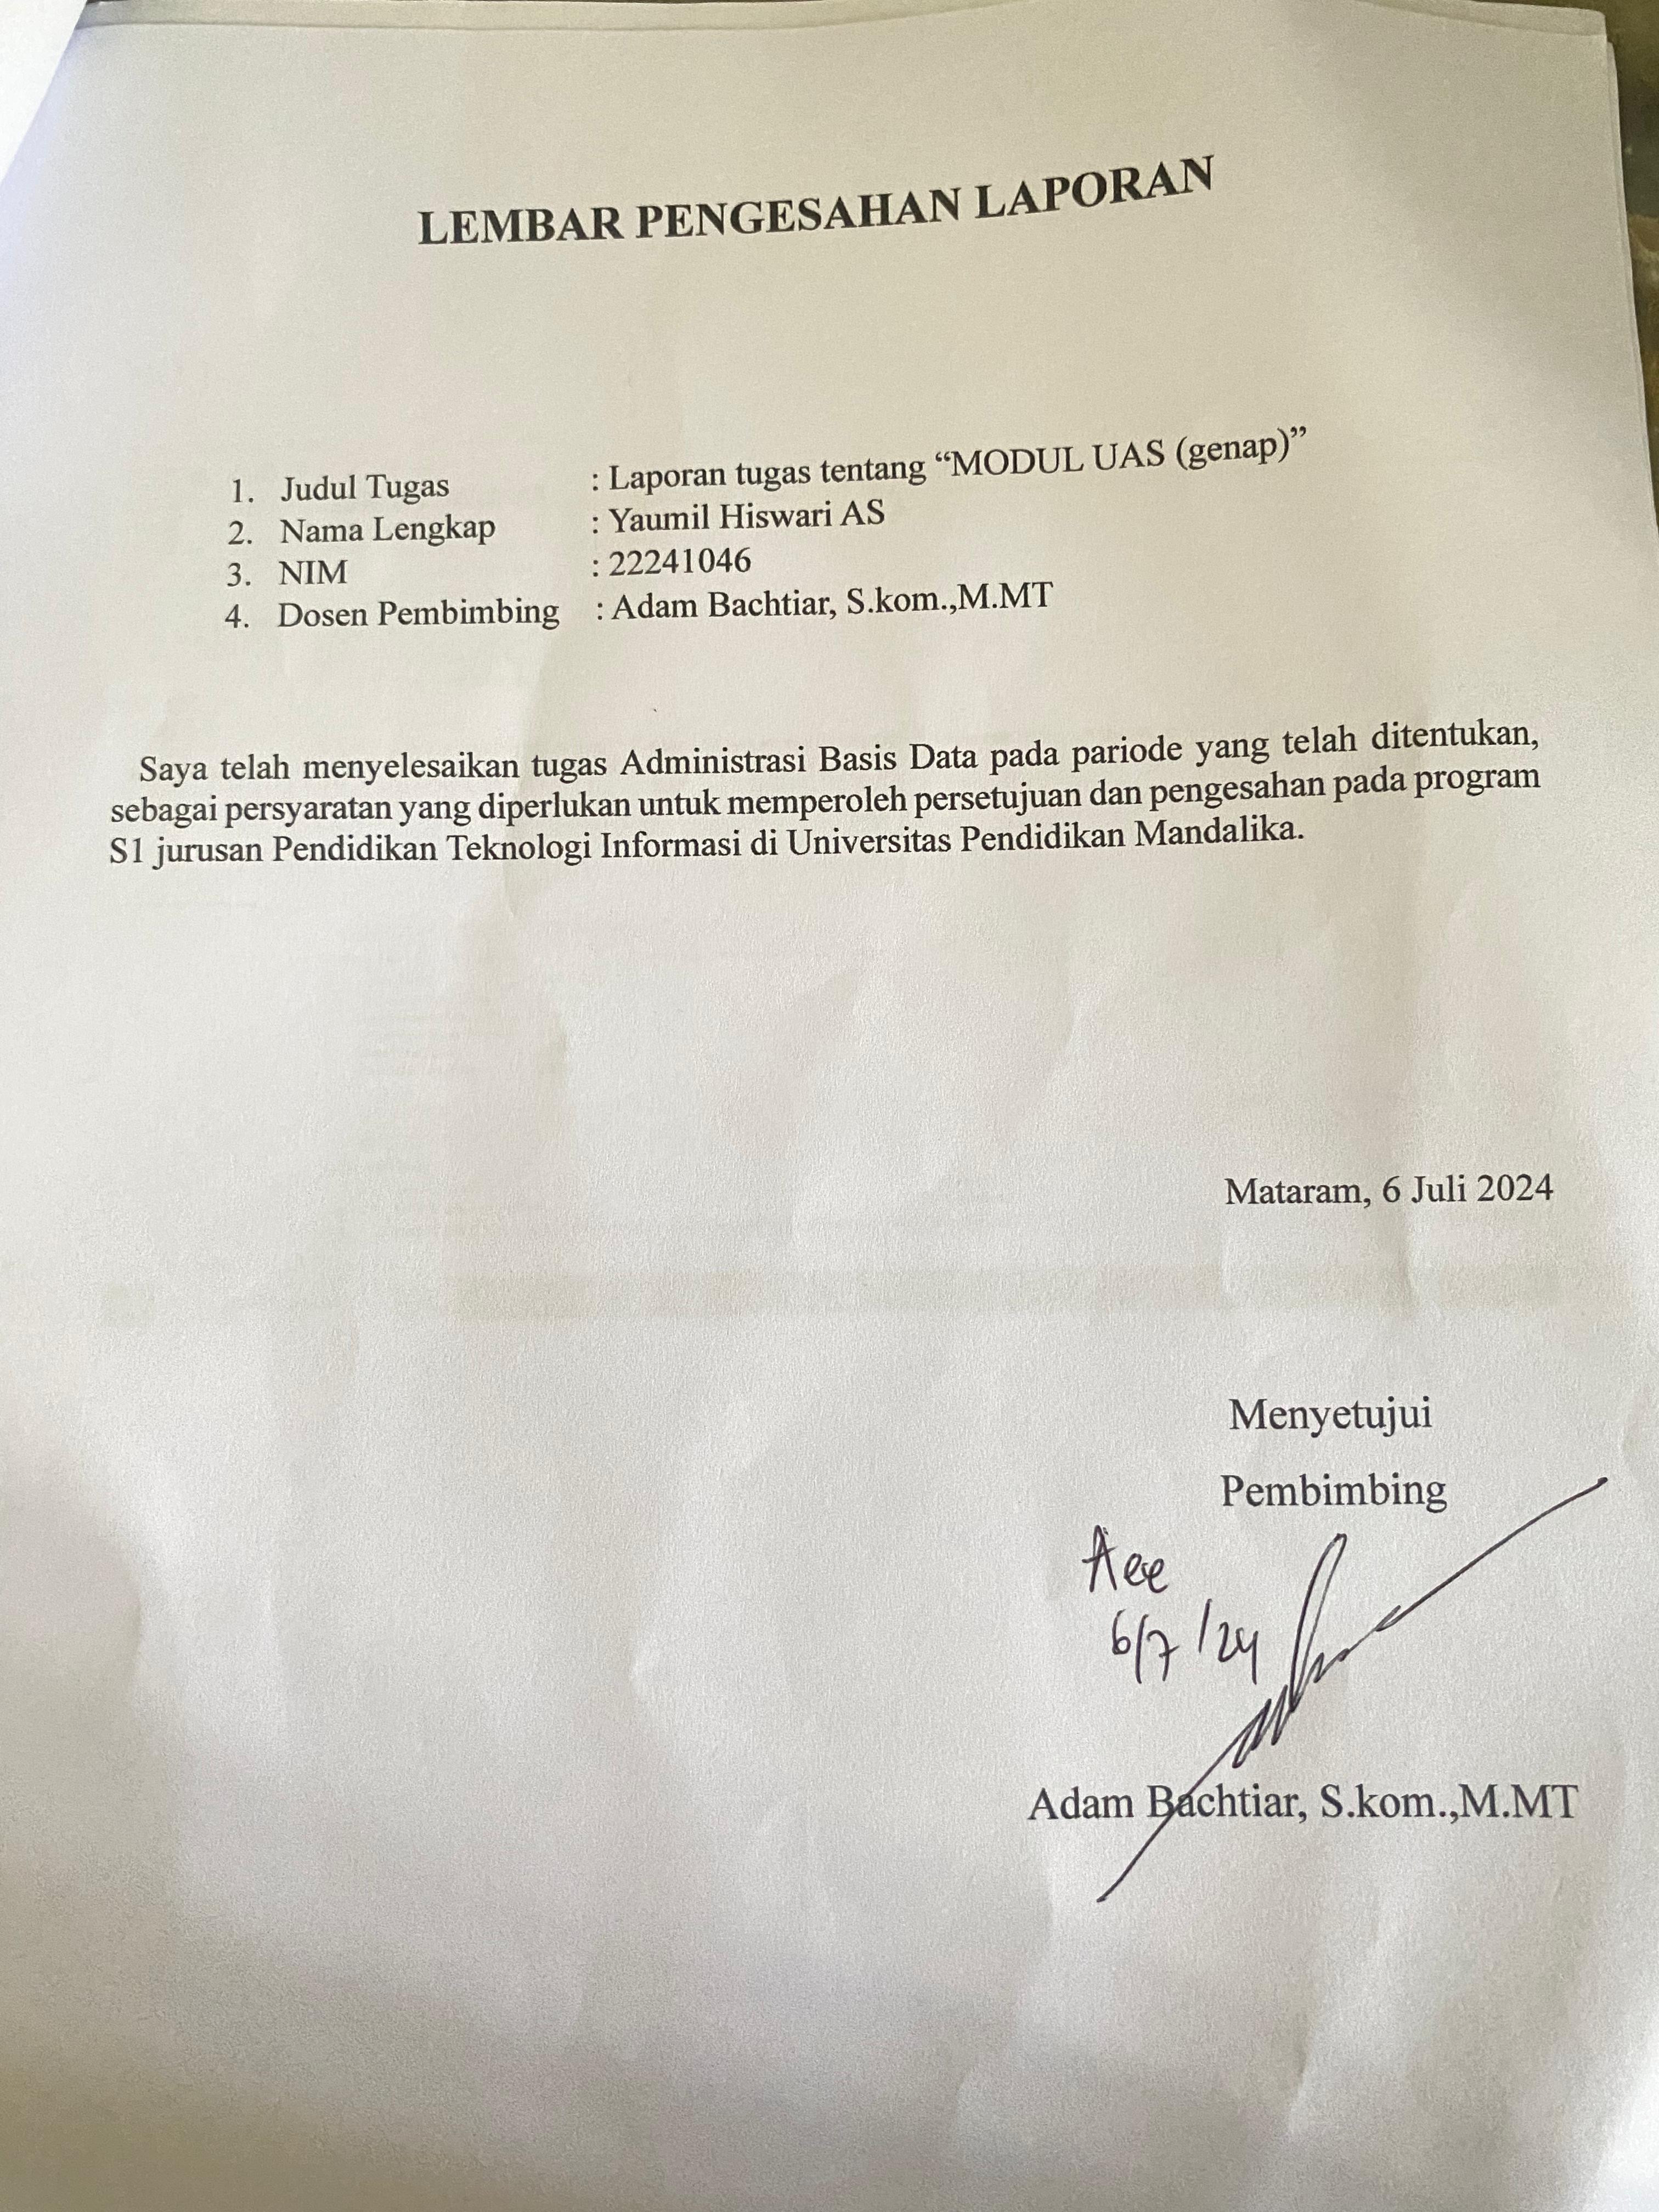 LEMBAR PENGESAHAN LAPORAN
1. Judul Tugas : Laporan tugas tentang “MODUL UAS (genap)”
2. Nama Lengkap : Yaumil Hiswari AS
3. NIM : 22241046
4. Dosen Pembimbing : Adam Bachtiar, S.kom.,M.MT
Saya telah menyelesaikan tugas Administrasi Basis Data pada pariode yang telah ditentukan,
sebagai persyaratan yang diperlukan untuk memperoleh persetujuan dan pengesahan pada program
S1 jurusan Pendidikan Teknologi Informasi di Universitas Pendidikan Mandalika.
Mataram, 6 Juli 2024
Menyetujui
Pembimbing
Acc
6/7/24
Adam Bachtiar, S.kom.,M.MT